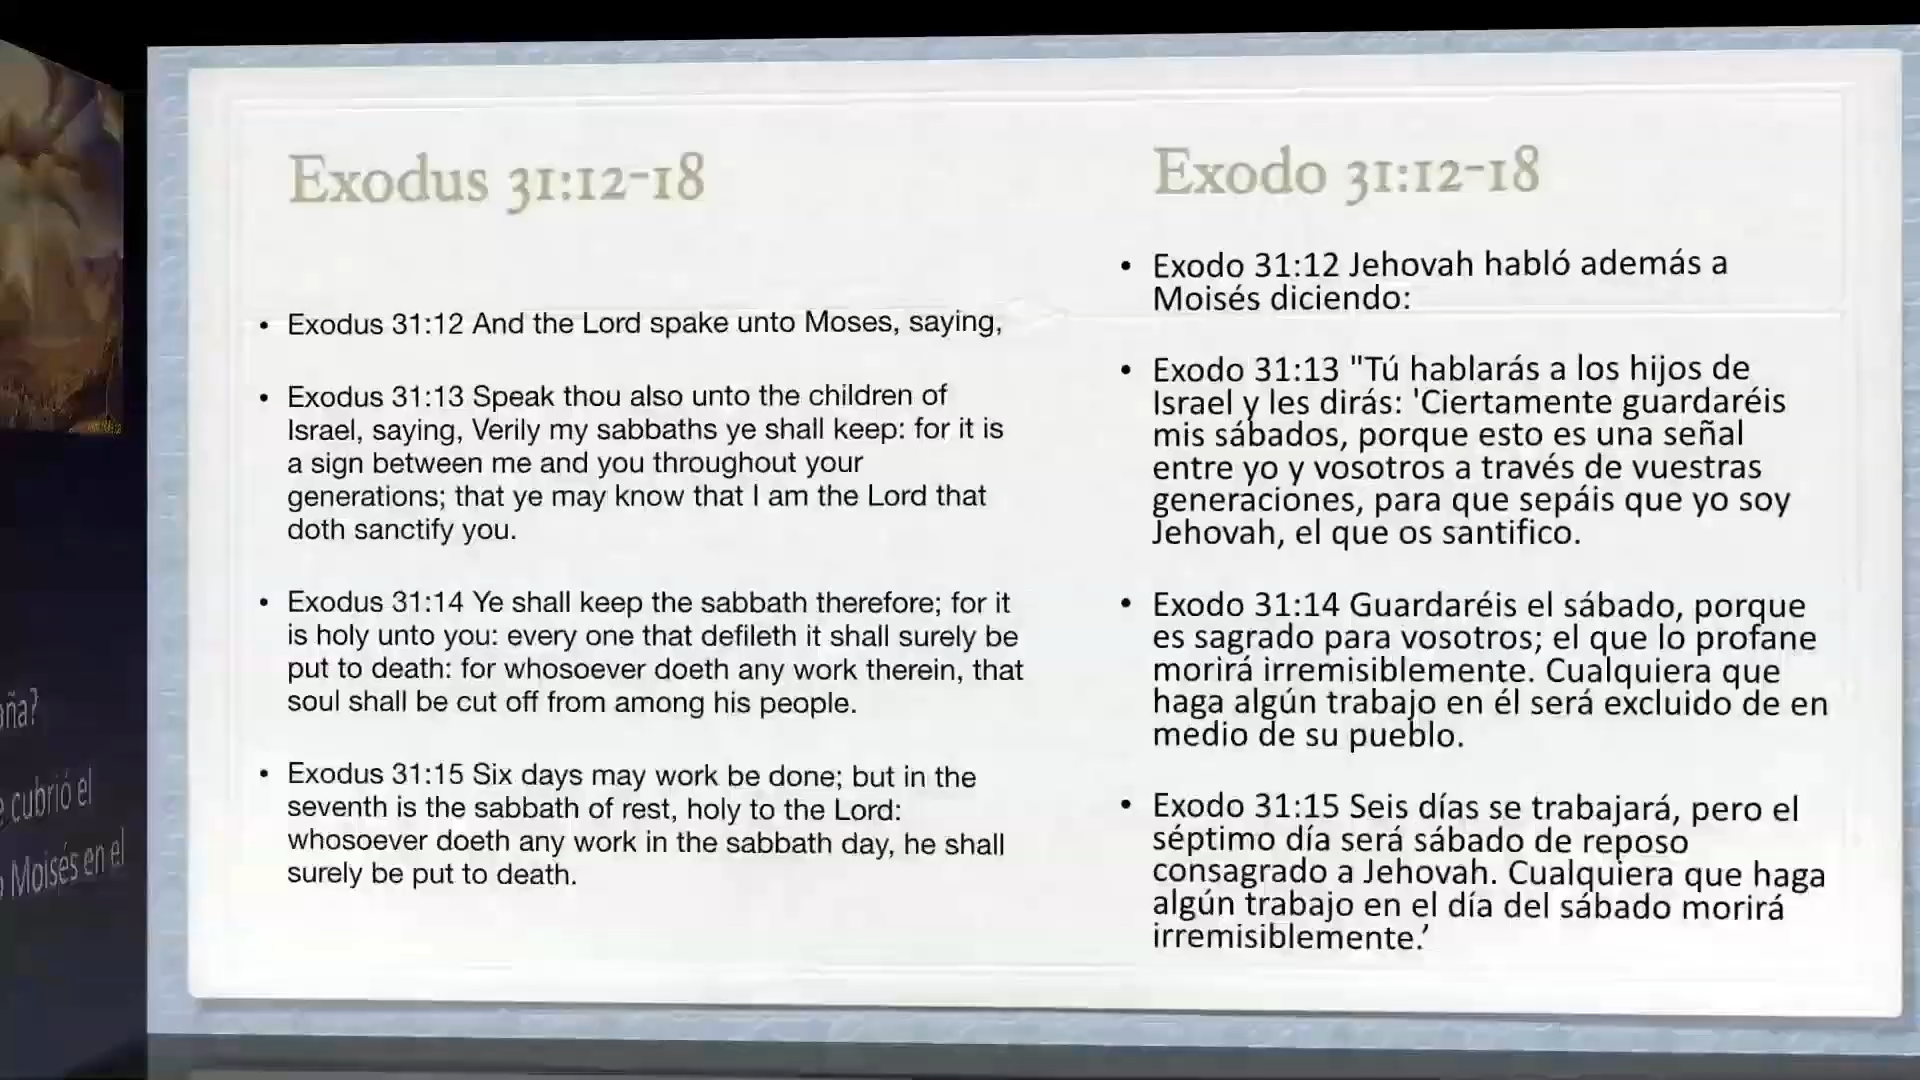 Exodus 31:12-18
• Exodus 31:12 And the Lord spake unto Moses, saying,
• Exodus 31:13 Speak thou also unto the children of
Israel, saying, Verily my sabbaths ye shall keep: for it is
a sign between me and you throughout your
generations; that ye may know that I am the Lord that
doth sanctify you.
• Exodus 31:14 Ye shall keep the sabbath therefore; for it
is holy unto you: every one that defileth it shall surely be
put to death: for whosoever doeth any work therein, that
soul shall be cut off from among his people.
• Exodus 31:15 Six days may work be done; but in the
seventh is the sabbath of rest, holy to the Lord:
whosoever doeth any work in the sabbath day, he shall
surely be put to death.
Exodo 31:12-18
• Exodo 31:12 Jehovah habló además a
Moisés diciendo:
• Exodo 31:13 "Tú hablarás a los hijos de
Israel y les dirás: 'Ciertamente guardaréis
mis sábados, porque esto es una señal
entre yo y vosotros a través de vuestras
generaciones, para que sepáis que yo soy
Jehovah, el que os santifico.
• Exodo 31:14 Guardaréis el sábado, porque
es sagrado para vosotros; el que lo profane
morirá irremisiblemente. Cualquiera que
haga algún trabajo en él será excluido de en
medio de su pueblo.
• Exodo 31:15 Seis días se trabajará, pero el
séptimo día será sábado de reposo
consagrado a Jehovah. Cualquiera que haga
algún trabajo en el día del sábado morirá
irremisiblemente.’
cubrió el
Moisés en el